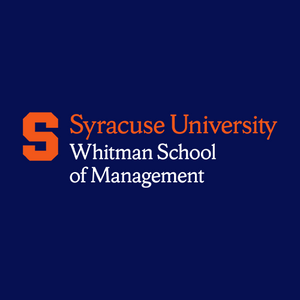 S Syracuse University
Whitman School
of Management